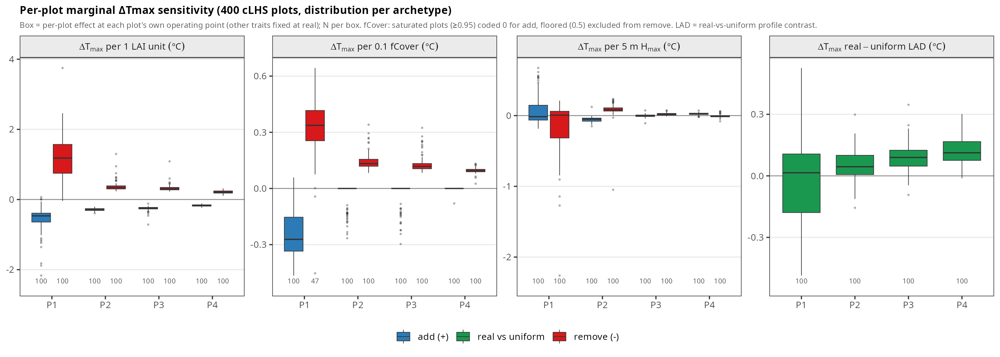 Per-plot marginal ΔTmax sensitivity (400 cLHS plots, distribution per archetype)
Box = per-plot effect at each plot's own operating point (other traits fixed at real); N per box. fCover: saturated plots (≥0.95) coded 0 for add, floored (0.5) excluded from remove. LAD = real-vs-uniform profile contrast.
ΔTmax per 1 LAI unit (°C)
4
2
0
-2
100 100 100 100 100 100 100 100
P1 P2 P3 P4
ΔTmax per 0.1 fCover (°C)
0.6
0.3
0.0
-0.3
100 47 100 100 100 100 100 100
P1 P2 P3 P4
ΔTmax per 5 m Hmax (°C)
0
-1
-2
100 100 100 100 100 100 100 100
P1 P2 P3 P4
ΔTmax real – uniform LAD (°C)
0.3
0.0
-0.3
100 100 100 100
P1 P2 P3 P4
add (+) real vs uniform remove (-)